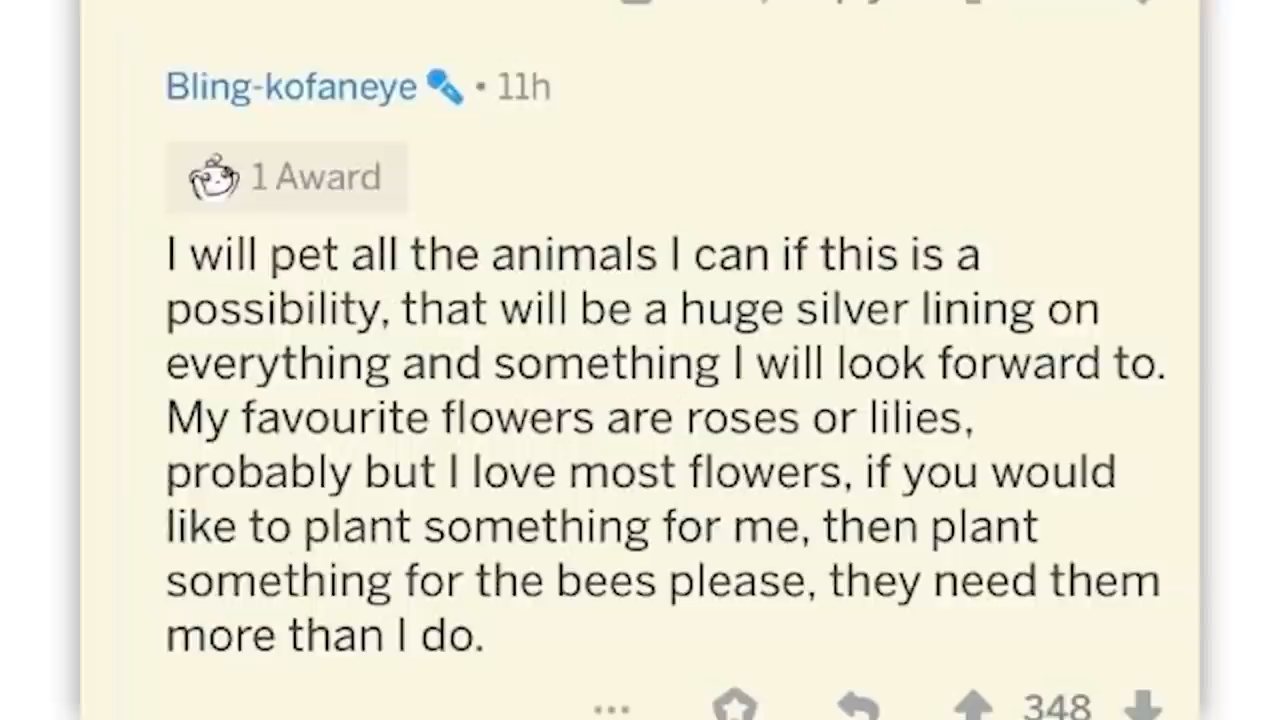 Bling-kofaneye • 11h
1 Award
I will pet all the animals I can if this is a
possibility, that will be a huge silver lining on
everything and something I will look forward to.
My favourite flowers are roses or lilies,
probably but I love most flowers, if you would
like to plant something for me, then plant
something for the bees please, they need them
more than I do.
... 348